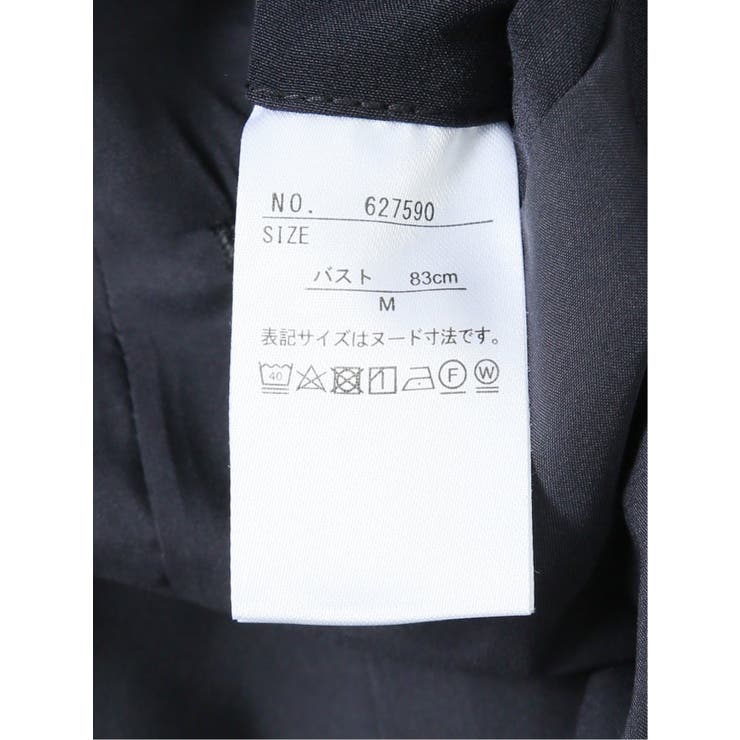 NO. 627590
SIZE
バスト 83cm
M
表記サイズはヌード寸法です。
40 F W